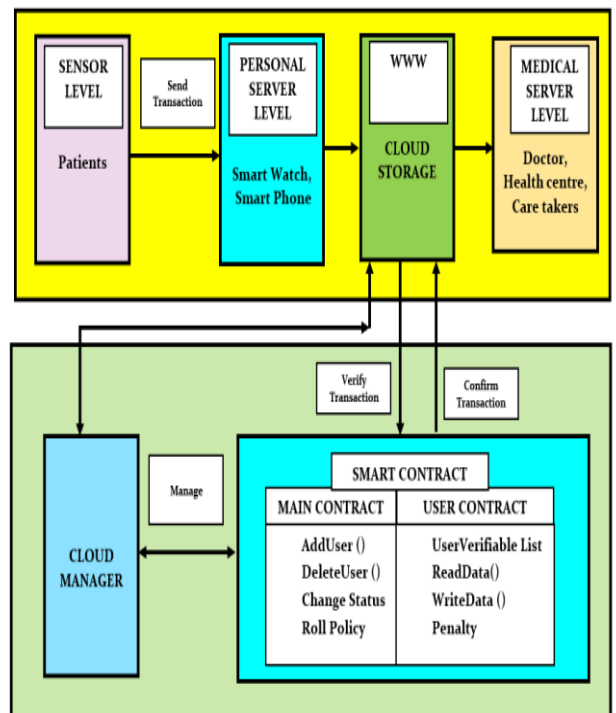 SENSOR
LEVEL
Patients
Send
Transaction
PERSONAL
SERVER
LEVEL
Smart Watch,
Smart Phone
WWW
CLOUD
STORAGE
MEDICAL
SERVER
LEVEL
Doctor,
Health centre,
Care takers
Verify
Transaction
Confirm
Transaction
CLOUD
MANAGER
Manage
SMART CONTRACT
MAIN CONTRACT
AddUser ()
DeleteUser ()
Change Status
Roll Policy
USER CONTRACT
UserVerifiable List
ReadData()
WriteData ()
Penalty